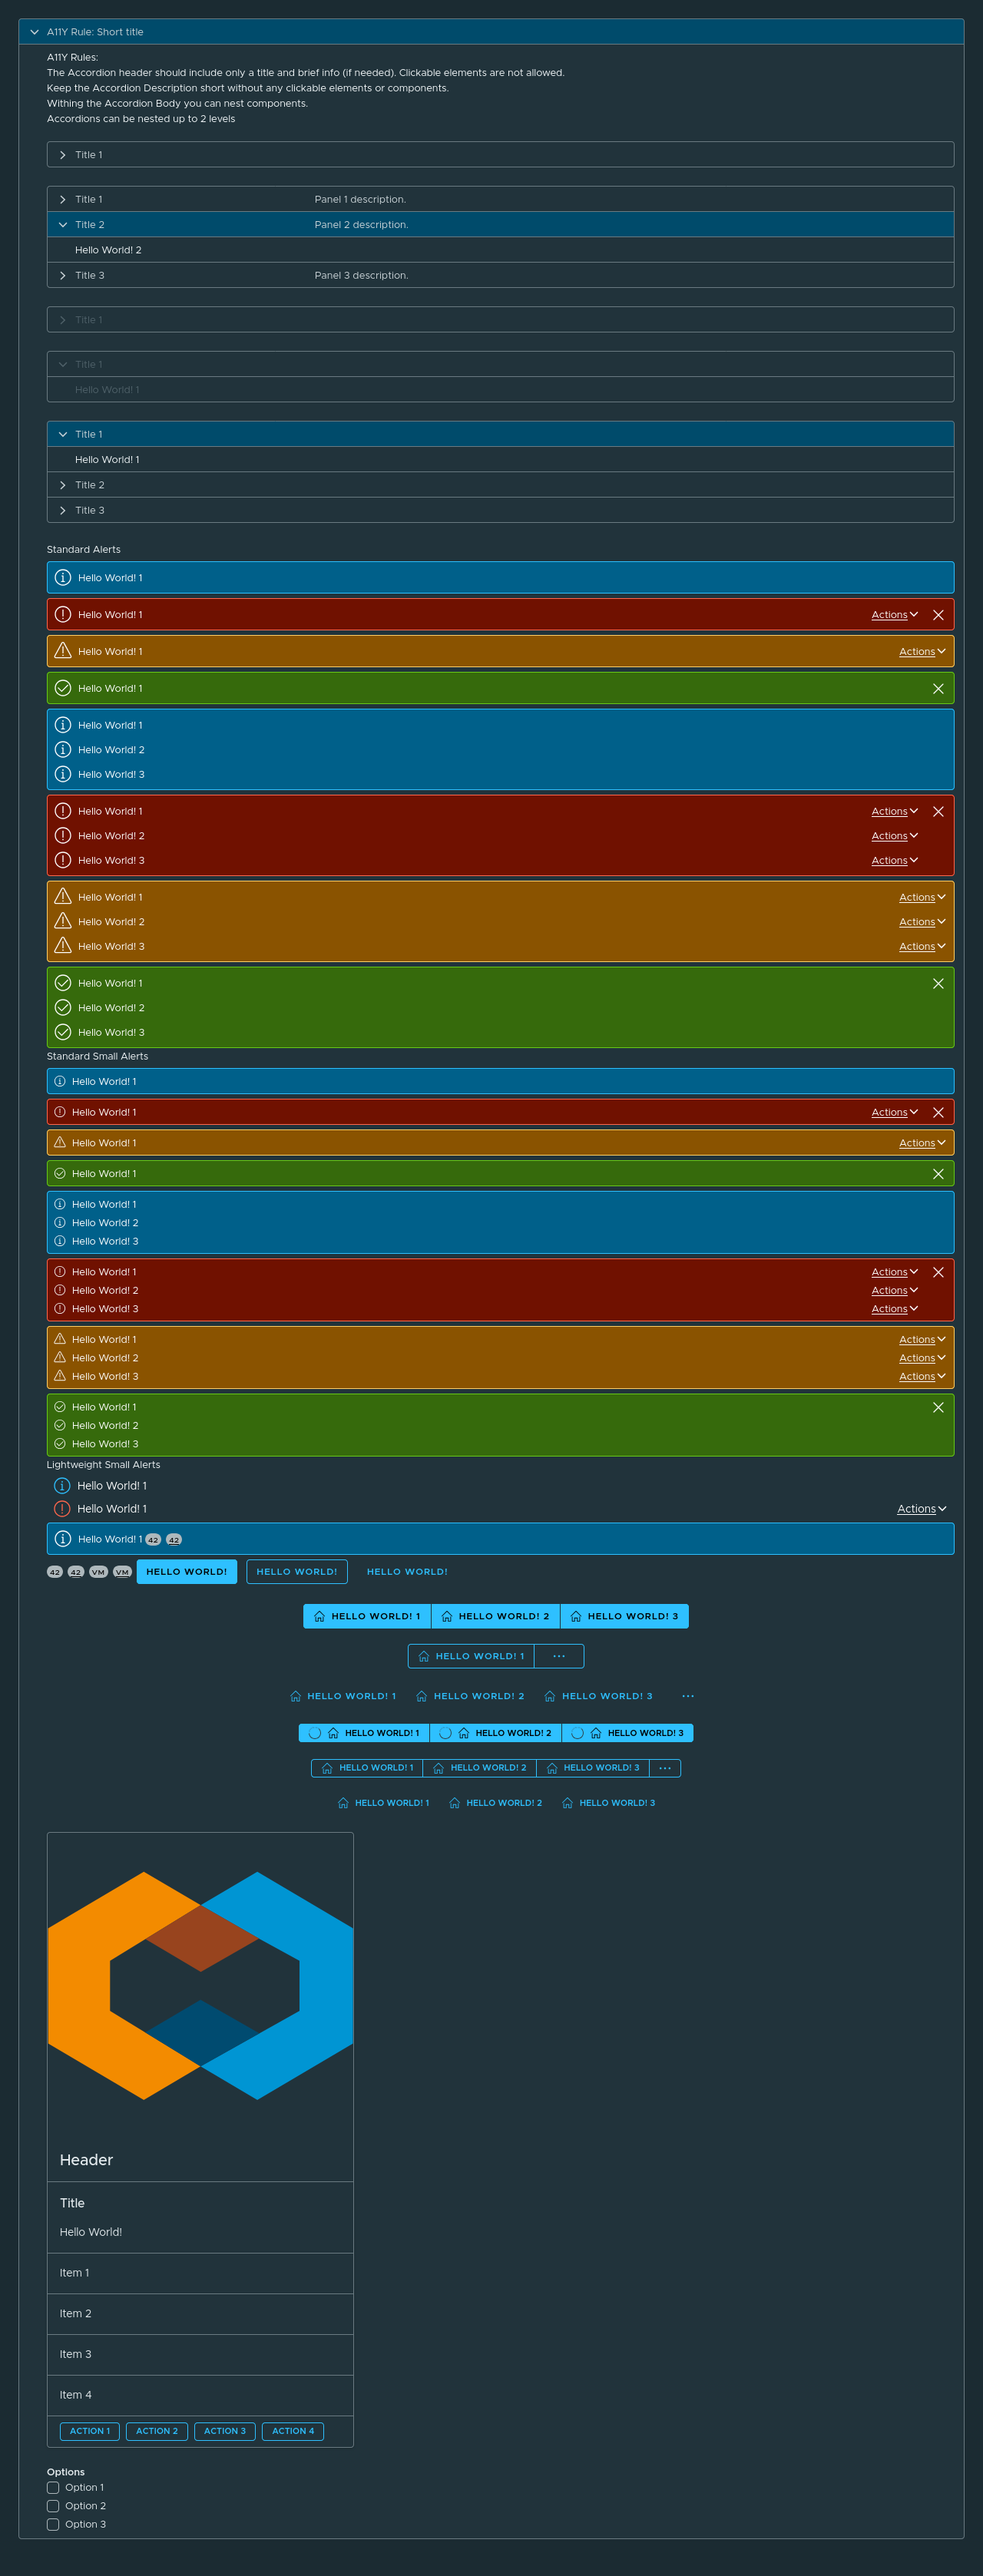 A11Y Rule: Short title
A11Y Rules:
The Accordion header should include only a title and brief info (if needed). Clickable elements are not allowed.
Keep the Accordion Description short without any clickable elements or components.
Withing the Accordion Body you can nest components.
Accordions can be nested up to 2 levels
Title 1
Title 1 Panel 1 description.
Title 2 Panel 2 description.
Hello World! 2
Title 3 Panel 3 description.
Title 1
Title 1
Hello World! 1
Title 1
Hello World! 1
Title 2
Title 3
Standard Alerts
Hello World! 1
Hello World! 1 Actions
Hello World! 1 Actions
Hello World! 1
Hello World! 1
Hello World! 2
Hello World! 3
Hello World! 1 Actions
Hello World! 2 Actions
Hello World! 3 Actions
Hello World! 1 Actions
Hello World! 2 Actions
Hello World! 3 Actions
Hello World! 1
Hello World! 2
Hello World! 3
Standard Small Alerts
Hello World! 1
Hello World! 1 Actions
Hello World! 1 Actions
Hello World! 1
Hello World! 1
Hello World! 2
Hello World! 3
Hello World! 1 Actions
Hello World! 2 Actions
Hello World! 3 Actions
Hello World! 1 Actions
Hello World! 2 Actions
Hello World! 3 Actions
Hello World! 1
Hello World! 2
Hello World! 3
Lightweight Small Alerts
Hello World! 1
Hello World! 1 Actions
Hello World! 1 42 42
42 42 VM VM HELLO WORLD! HELLO WORLD! HELLO WORLD!
HELLO WORLD! 1 HELLO WORLD! 2 HELLO WORLD! 3
HELLO WORLD! 1 ...
HELLO WORLD! 1 HELLO WORLD! 2 HELLO WORLD! 3 ...
HELLO WORLD! 1 HELLO WORLD! 2 HELLO WORLD! 3
HELLO WORLD! 1 HELLO WORLD! 2 HELLO WORLD! 3 ...
HELLO WORLD! 1 HELLO WORLD! 2 HELLO WORLD! 3
Header
Title
Hello World!
Item 1
Item 2
Item 3
Item 4
ACTION 1 ACTION 2 ACTION 3 ACTION 4
Options
Option 1
Option 2
Option 3